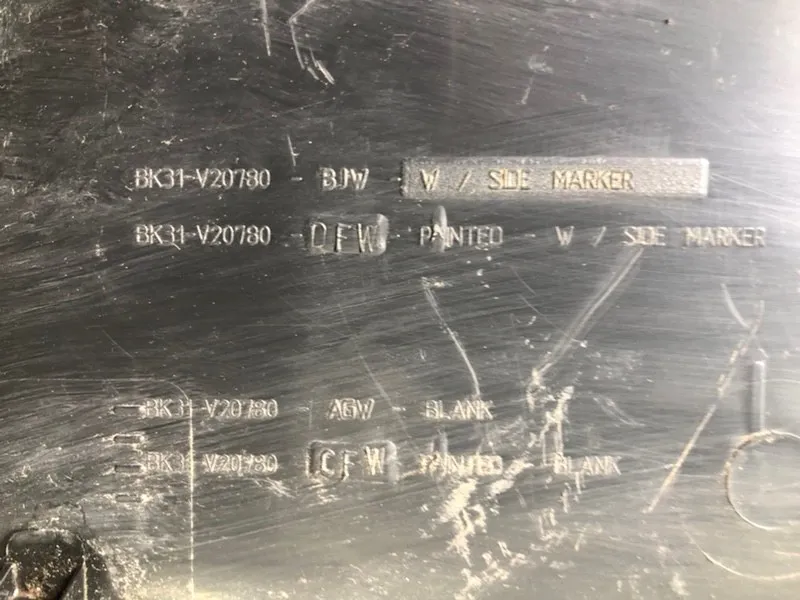 BK31-V20780 - BJW - W / SIDE MARKER
BK31-V20780 - DFW - PAINTED - W / SIDE MARKER
BK31-V20780 - AGW - BLANK
BK31-V20780 - CFW - PAINTED - BLANK